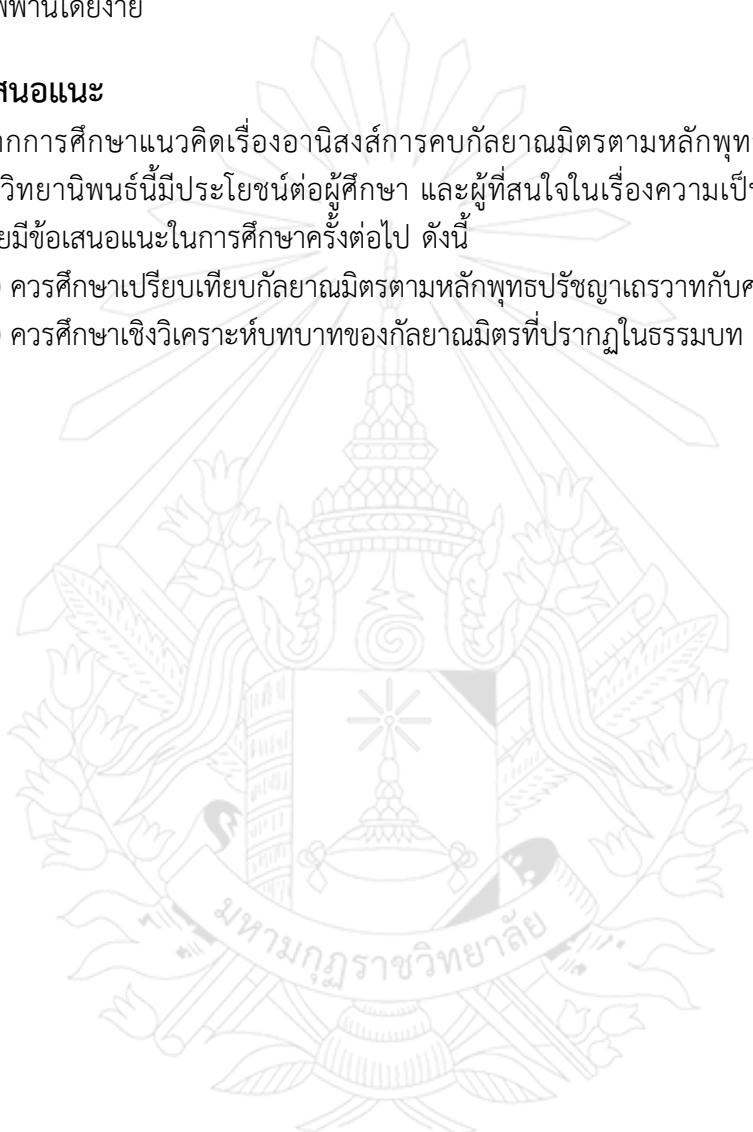 พพานโดยง่าย
สนอแนะ
ากการศึกษาแนวคิดเรื่องอานิสงส์การคบกัลยาณมิตรตามหลักพุท
วิทยานิพนธ์นี้มีประโยชน์ต่อผู้ศึกษา และผู้ที่สนใจในเรื่องความเป็
ยมีข้อเสนอแนะในการศึกษาครั้งต่อไป ดังนี้
ควรศึกษาเปรียบเทียบกัลยาณมิตรตามหลักพุทธปรัชญาเถรวาทกับศ
ควรศึกษาเชิงวิเคราะห์บทบาทของกัลยาณมิตรที่ปรากฏในธรรมบท
มหามกุฏราชวิทยาลัย